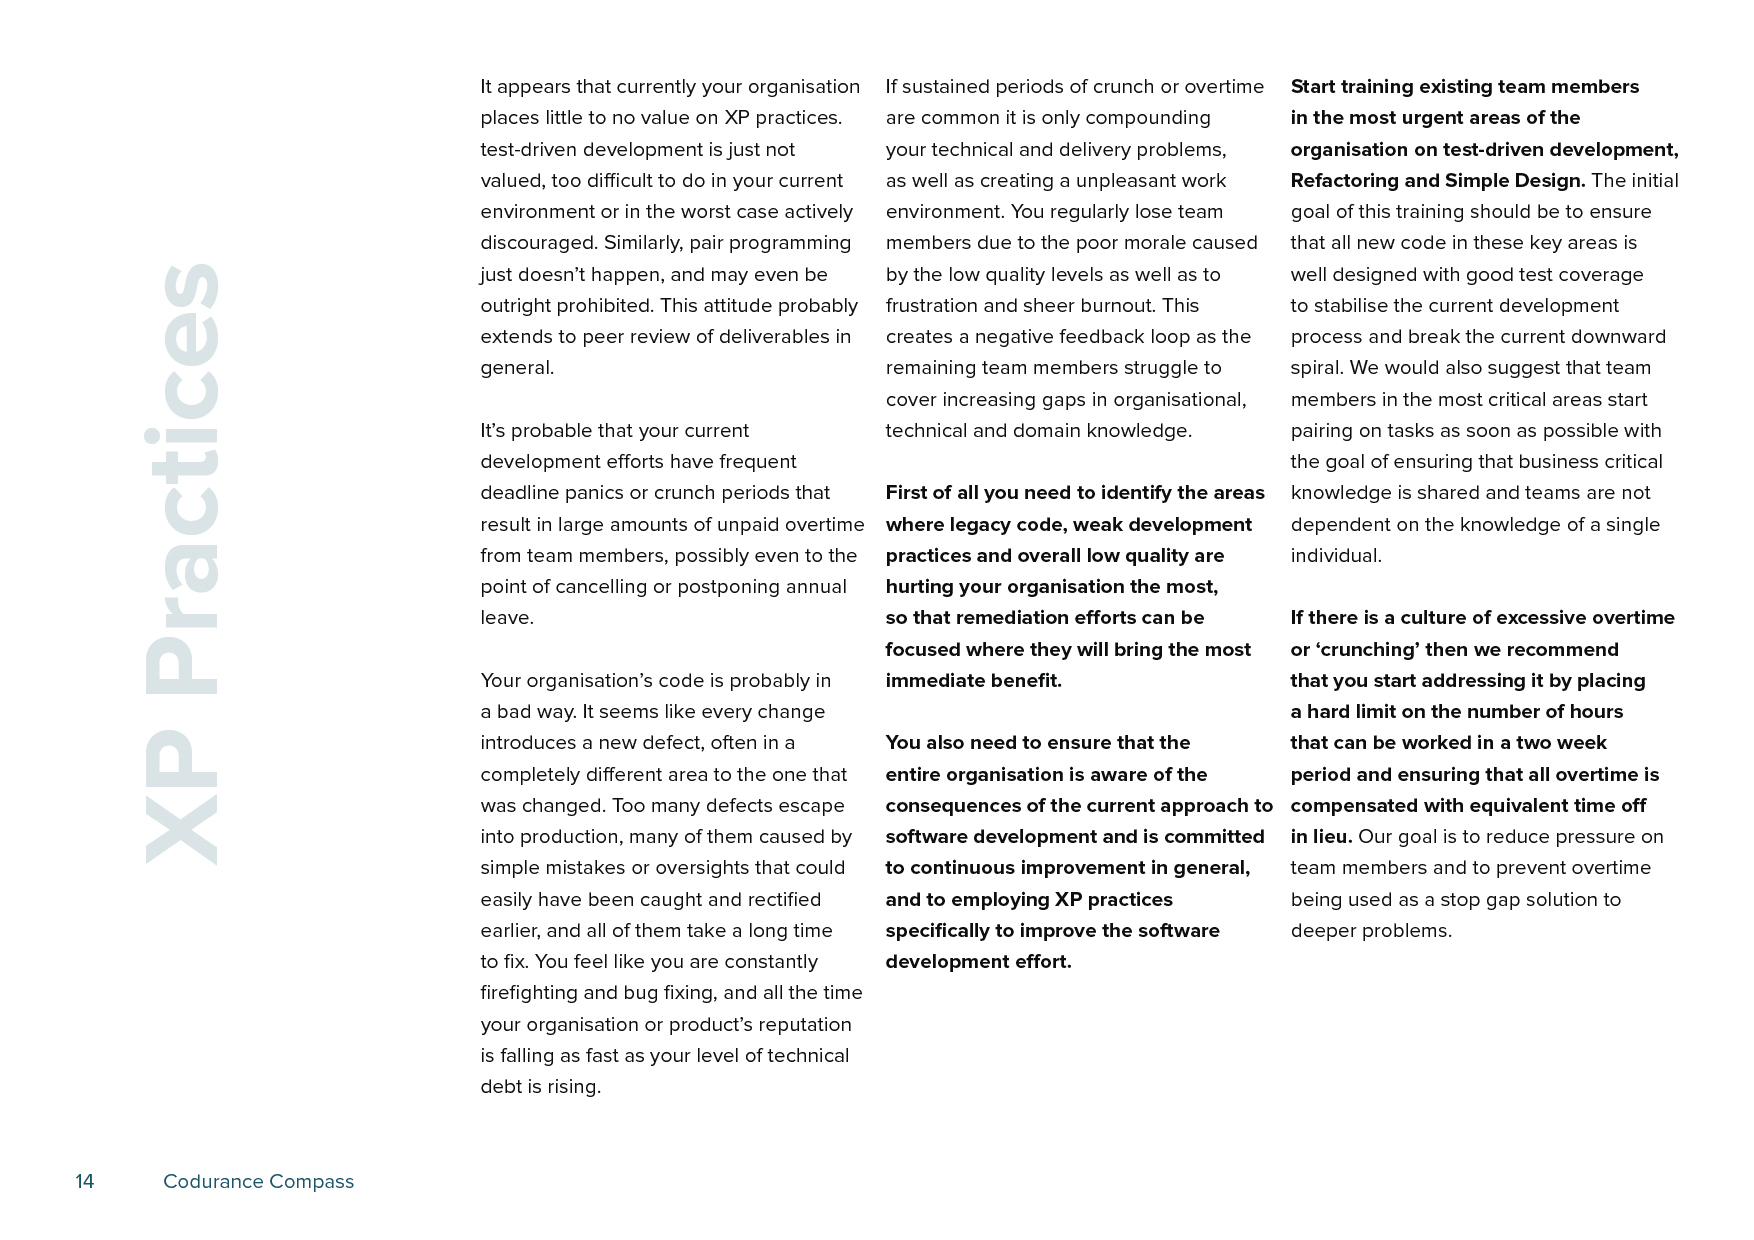 XP Practices
It appears that currently your organisation
places little to no value on XP practices.
test-driven development is just not
valued, too difficult to do in your current
environment or in the worst case actively
discouraged. Similarly, pair programming
just doesn’t happen, and may even be
outright prohibited. This attitude probably
extends to peer review of deliverables in
general.
It’s probable that your current
development efforts have frequent
deadline panics or crunch periods that
result in large amounts of unpaid overtime
from team members, possibly even to the
point of cancelling or postponing annual
leave.
Your organisation’s code is probably in
a bad way. It seems like every change
introduces a new defect, often in a
completely different area to the one that
was changed. Too many defects escape
into production, many of them caused by
simple mistakes or oversights that could
easily have been caught and rectified
earlier, and all of them take a long time
to fix. You feel like you are constantly
firefighting and bug fixing, and all the time
your organisation or product’s reputation
is falling as fast as your level of technical
debt is rising.
If sustained periods of crunch or overtime
are common it is only compounding
your technical and delivery problems,
as well as creating a unpleasant work
environment. You regularly lose team
members due to the poor morale caused
by the low quality levels as well as to
frustration and sheer burnout. This
creates a negative feedback loop as the
remaining team members struggle to
cover increasing gaps in organisational,
technical and domain knowledge.
First of all you need to identify the areas
where legacy code, weak development
practices and overall low quality are
hurting your organisation the most,
so that remediation efforts can be
focused where they will bring the most
immediate benefit.
You also need to ensure that the
entire organisation is aware of the
consequences of the current approach to
software development and is committed
to continuous improvement in general,
and to employing XP practices
specifically to improve the software
development effort.
Start training existing team members
in the most urgent areas of the
organisation on test-driven development,
Refactoring and Simple Design. The initial
goal of this training should be to ensure
that all new code in these key areas is
well designed with good test coverage
to stabilise the current development
process and break the current downward
spiral. We would also suggest that team
members in the most critical areas start
pairing on tasks as soon as possible with
the goal of ensuring that business critical
knowledge is shared and teams are not
dependent on the knowledge of a single
individual.
If there is a culture of excessive overtime
or ‘crunching’ then we recommend
that you start addressing it by placing
a hard limit on the number of hours
that can be worked in a two week
period and ensuring that all overtime is
compensated with equivalent time off
in lieu. Our goal is to reduce pressure on
team members and to prevent overtime
being used as a stop gap solution to
deeper problems.
14 Codurance Compass